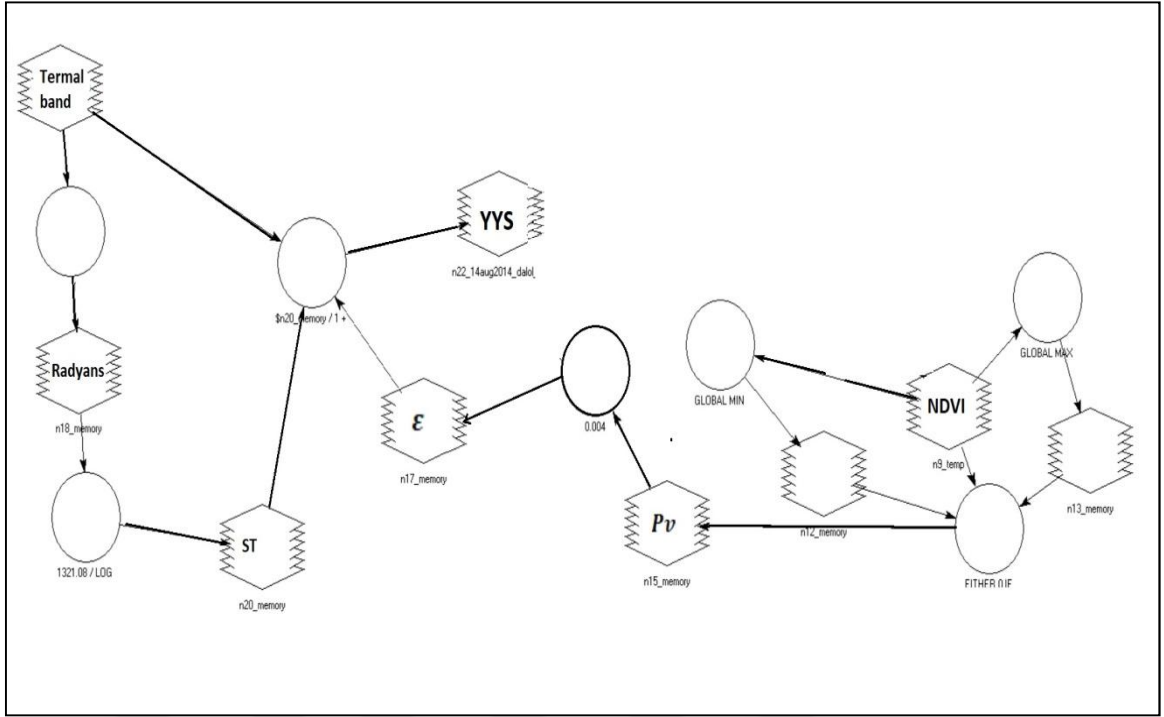 Termal
band
YYS
n22_14aug2014_dalol_
$n20_memory / 1 +
Radyans
n18_memory
1321.08 / LOG
ST
n20_memory
ε
n17_memory
0.004
Pv
n15_memory
GLOBAL MIN
n12_memory
NDVI
n9_temp
GLOBAL MAX
n13_memory
EITHER 0 IF